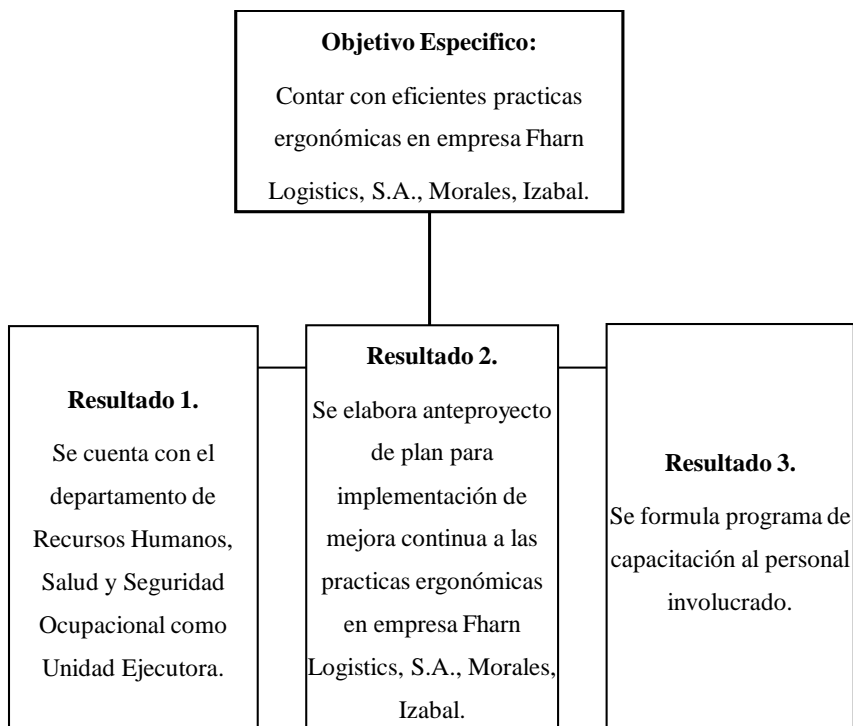 Objetivo Especifico:
Contar con eficientes practicas
ergonómicas en empresa Fharn
Logistics, S.A., Morales, Izabal.
Resultado 1.
Se cuenta con el
departamento de
Recursos Humanos,
Salud y Seguridad
Ocupacional como
Unidad Ejecutora.
Resultado 2.
Se elabora anteproyecto
de plan para
implementación de
mejora continua a las
practicas ergonómicas
en empresa Fharn
Logistics, S.A., Morales,
Izabal.
Resultado 3.
Se formula programa de
capacitación al personal
involucrado.